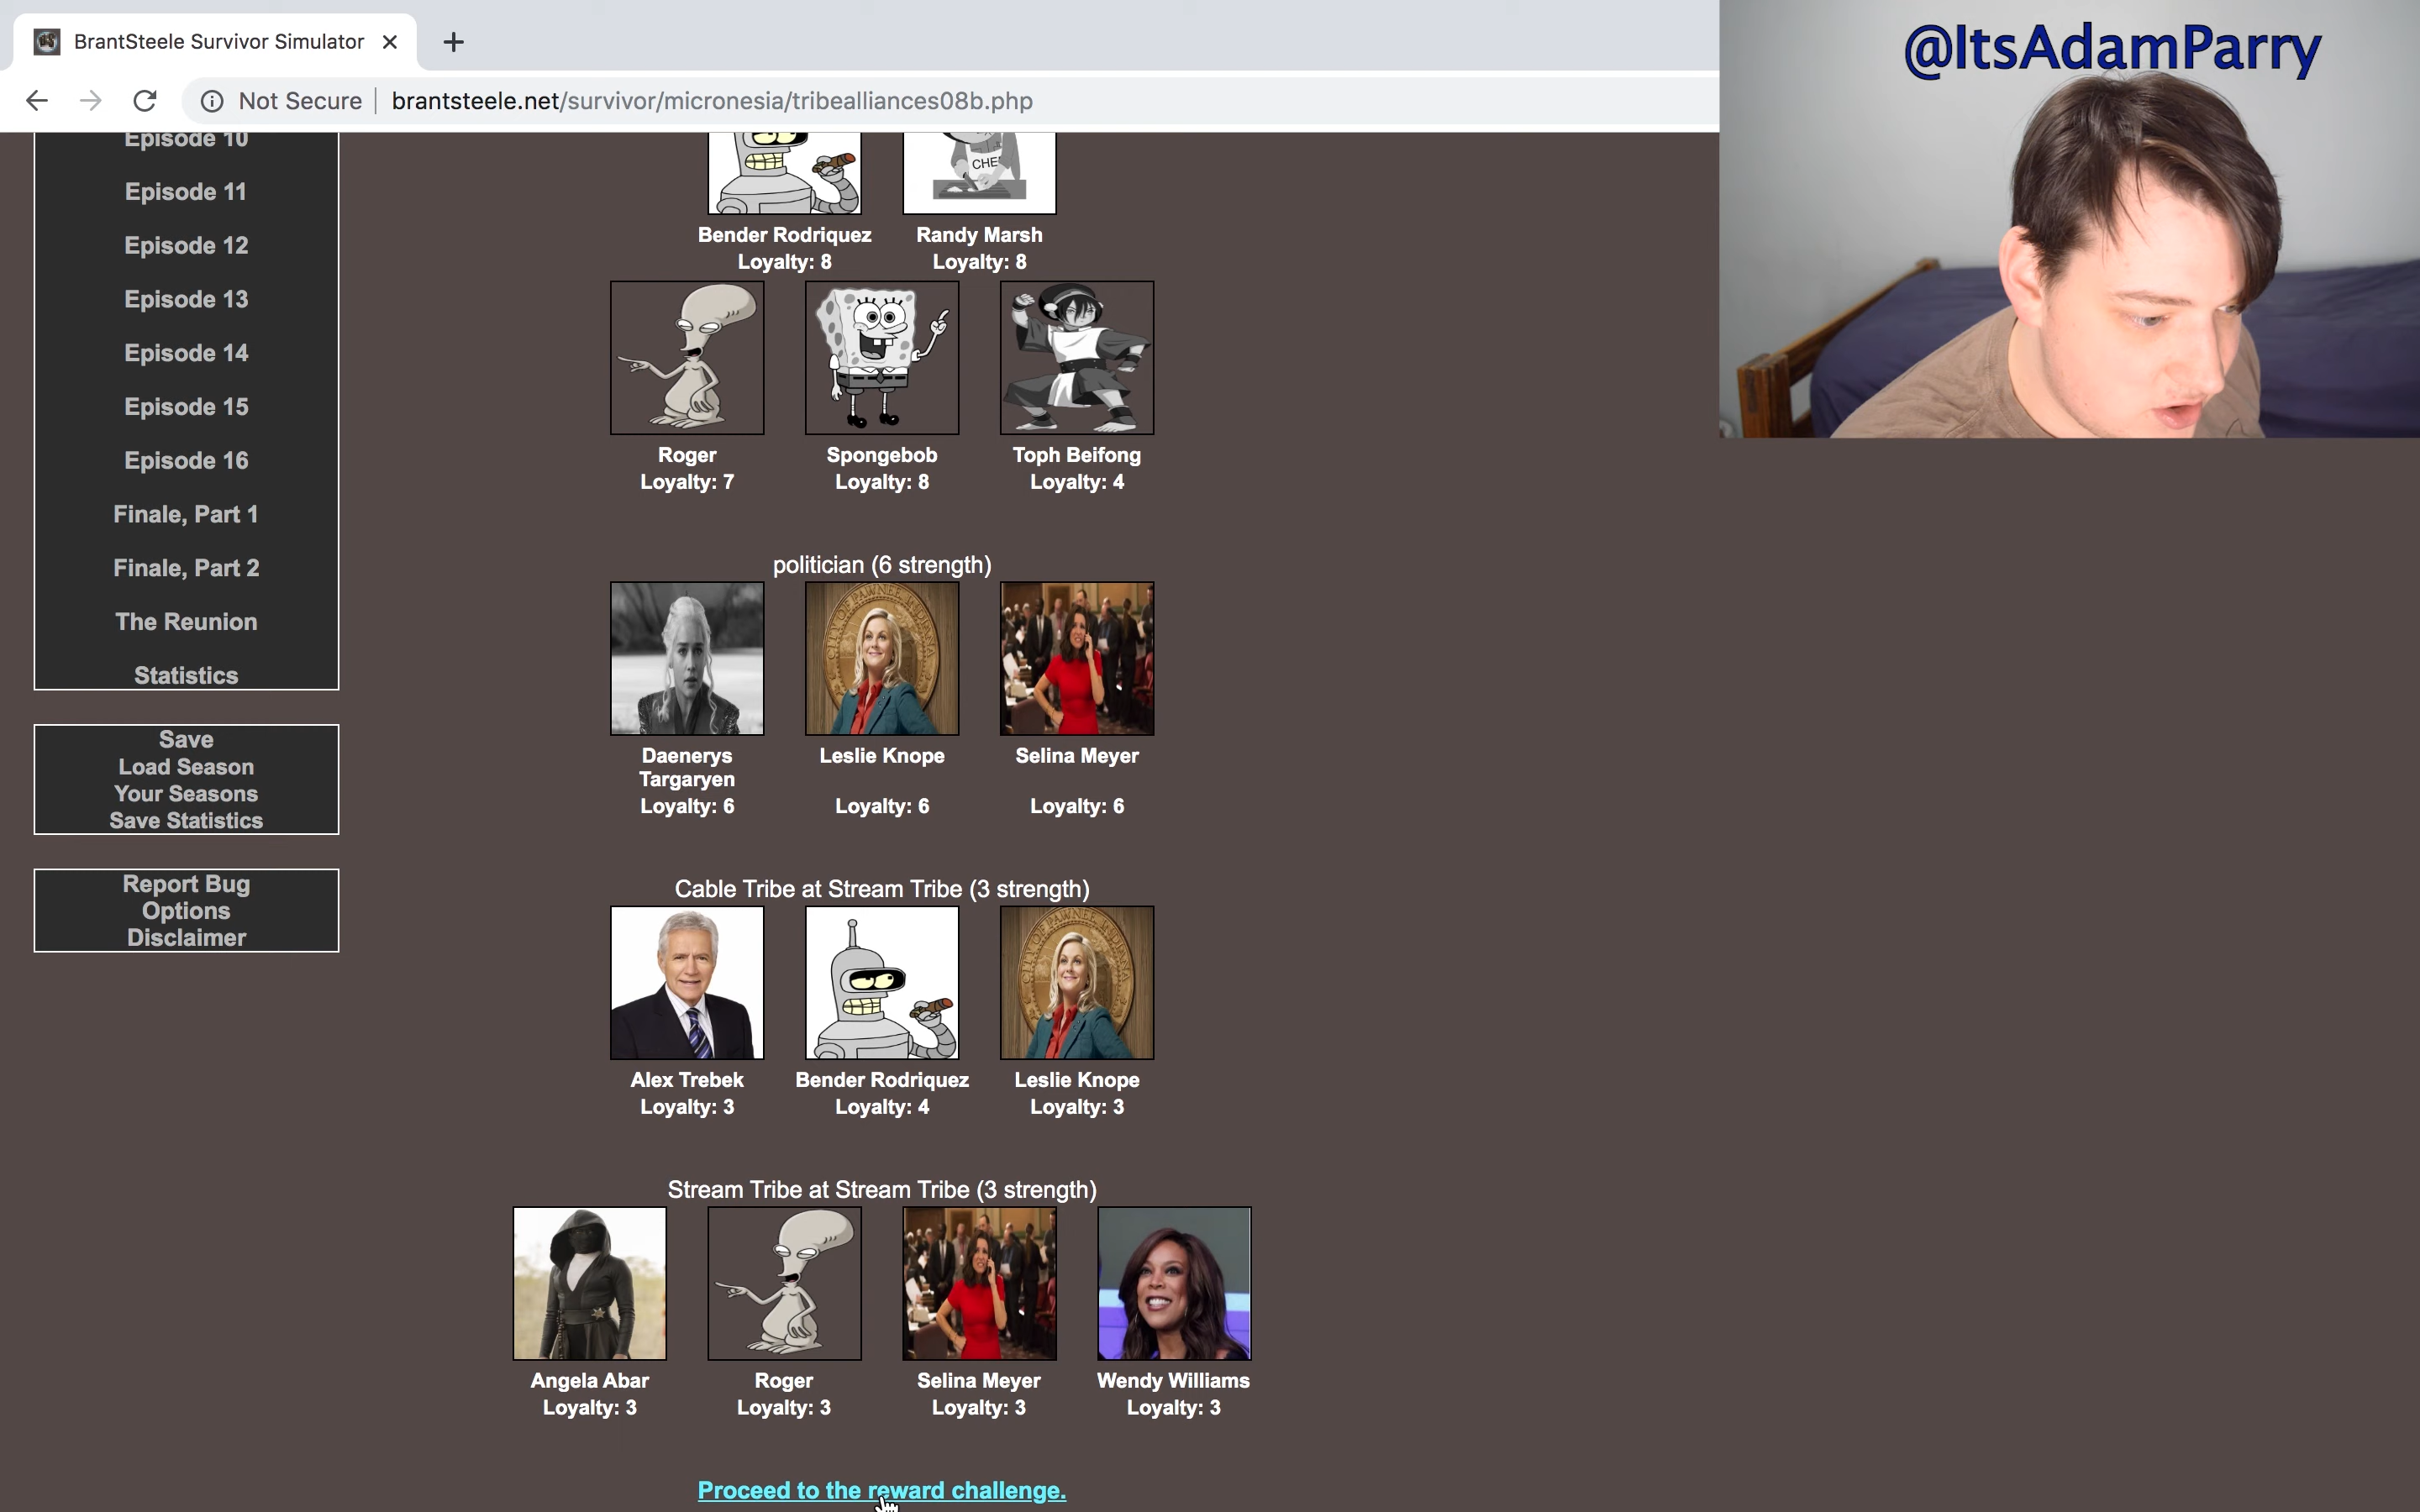 BrantSteele Survivor Simulator
@ItsAdamParry
Not Secure
brantsteele.net/survivor/micronesia/tribealliances08b.php
Episode 10
Episode 11
Episode 12
Episode 13
Episode 14
Episode 15
Episode 16
Finale, Part 1
Finale, Part 2
The Reunion
Statistics
Save
Load Season
Your Seasons
Save Statistics
Report Bug
Options
Disclaimer
Bender Rodriquez Randy Marsh
Loyalty: 8 Loyalty: 8
Roger Spongebob Toph Beifong
Loyalty: 7 Loyalty: 8 Loyalty: 4
politician (6 strength)
Daenerys Leslie Knope Selina Meyer
Targaryen
Loyalty: 6 Loyalty: 6 Loyalty: 6
Cable Tribe at Stream Tribe (3 strength)
Alex Trebek Bender Rodriquez Leslie Knope
Loyalty: 3 Loyalty: 4 Loyalty: 3
Stream Tribe at Stream Tribe (3 strength)
Angela Abar Roger Selina Meyer Wendy Williams
Loyalty: 3 Loyalty: 3 Loyalty: 3 Loyalty: 3
Proceed to the reward challenge.